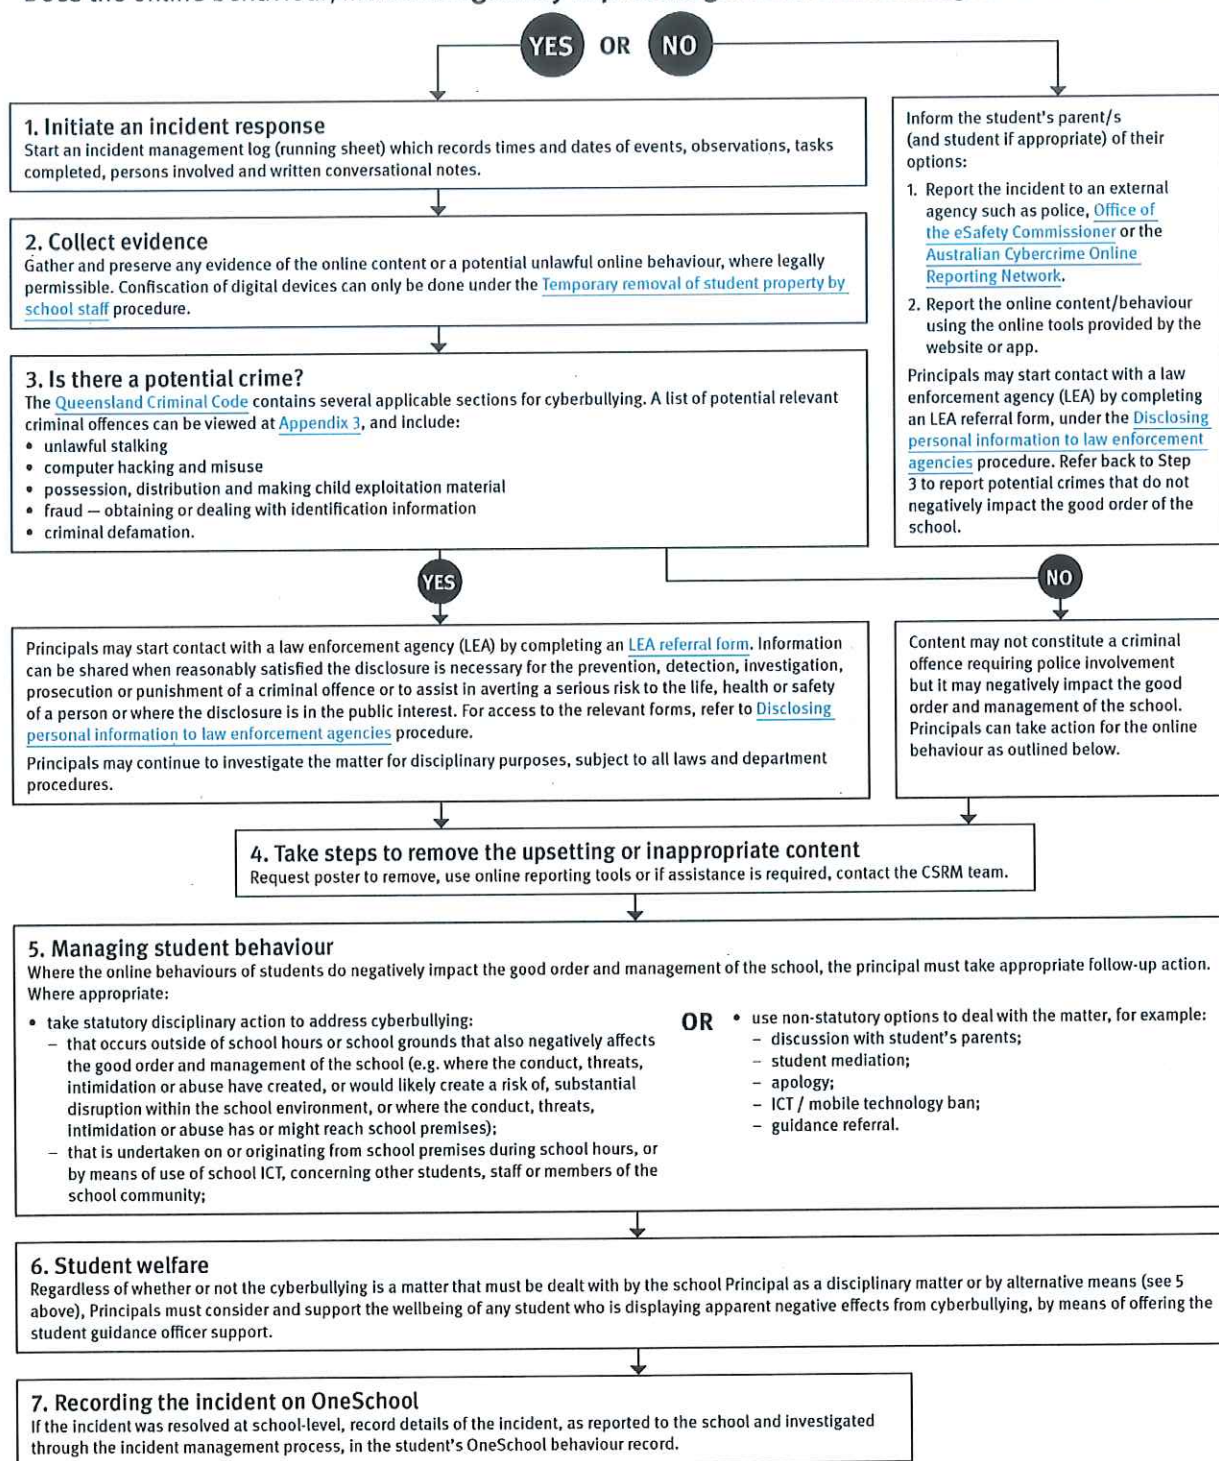 Does the online behaviour, negatively impact
YES OR NO
1. Initiate an incident response
Start an incident management log (running sheet) which records times and dates of events, observations, tasks
completed, persons involved and written conversational notes.
2. Collect evidence
Gather and preserve any evidence of the online content or a potential unlawful online behaviour, where legally
permissible. Confiscation of digital devices can only be done under the Temporary removal of student property by
school staff procedure.
3. Is there a potential crime?
The Queensland Criminal Code contains several applicable sections for cyberbullying. A list of potential relevant
criminal offences can be viewed at Appendix 3, and include:
• unlawful stalking
• computer hacking and misuse
• possession, distribution and making child exploitation material
• fraud — obtaining or dealing with identification information
• criminal defamation.
Inform the student's parent/s
(and student if appropriate) of their
options:
1. Report the incident to an external
agency such as police, Office of
the eSafety Commissioner or the
Australian Cybercrime Online
Reporting Network.
2. Report the online content/behaviour
using the online tools provided by the
website or app.
Principals may start contact with a law
enforcement agency (LEA) by completing
an LEA referral form, under the Disclosing
personal information to law enforcement
agencies procedure. Refer back to Step
3 to report potential crimes that do not
negatively impact the good order of the
school.
YES
NO
Principals may start contact with a law enforcement agency (LEA) by completing an LEA referral form. Information
can be shared when reasonably satisfied the disclosure is necessary for the prevention, detection, investigation,
prosecution or punishment of a criminal offence or to assist in averting a serious risk to the life, health or safety
of a person or where the disclosure is in the public interest. For access to the relevant forms, refer to Disclosing
personal information to law enforcement agencies procedure.
Principals may continue to investigate the matter for disciplinary purposes, subject to all laws and department
procedures.
Content may not constitute a criminal
offence requiring police involvement
but it may negatively impact the good
order and management of the school.
Principals can take action for the online
behaviour as outlined below.
4. Take steps to remove the upsetting or inappropriate content
Request poster to remove, use online reporting tools or if assistance is required, contact the CSRM team.
5. Managing student behaviour
Where the online behaviours of students do negatively impact the good order and management of the school, the principal must take appropriate follow-up action.
Where appropriate:
• take statutory disciplinary action to address cyberbullying:
– that occurs outside of school hours or school grounds that also negatively affects
the good order and management of the school (e.g. where the conduct, threats,
intimidation or abuse have created, or would likely create a risk of, substantial
disruption within the school environment, or where the conduct, threats,
intimidation or abuse has or might reach school premises);
– that is undertaken on or originating from school premises during school hours, or
by means of use of school ICT, concerning other students, staff or members of the
school community;
OR
• use non-statutory options to deal with the matter, for example:
– discussion with student's parents;
– student mediation;
– apology;
– ICT / mobile technology ban;
– guidance referral.
6. Student welfare
Regardless of whether or not the cyberbullying is a matter that must be dealt with by the school Principal as a disciplinary matter or by alternative means (see 5
above), Principals must consider and support the wellbeing of any student who is displaying apparent negative effects from cyberbullying, by means of offering the
student guidance officer support.
7. Recording the incident on OneSchool
If the incident was resolved at school-level, record details of the incident, as reported to the school and investigated
through the incident management process, in the student's OneSchool behaviour record.